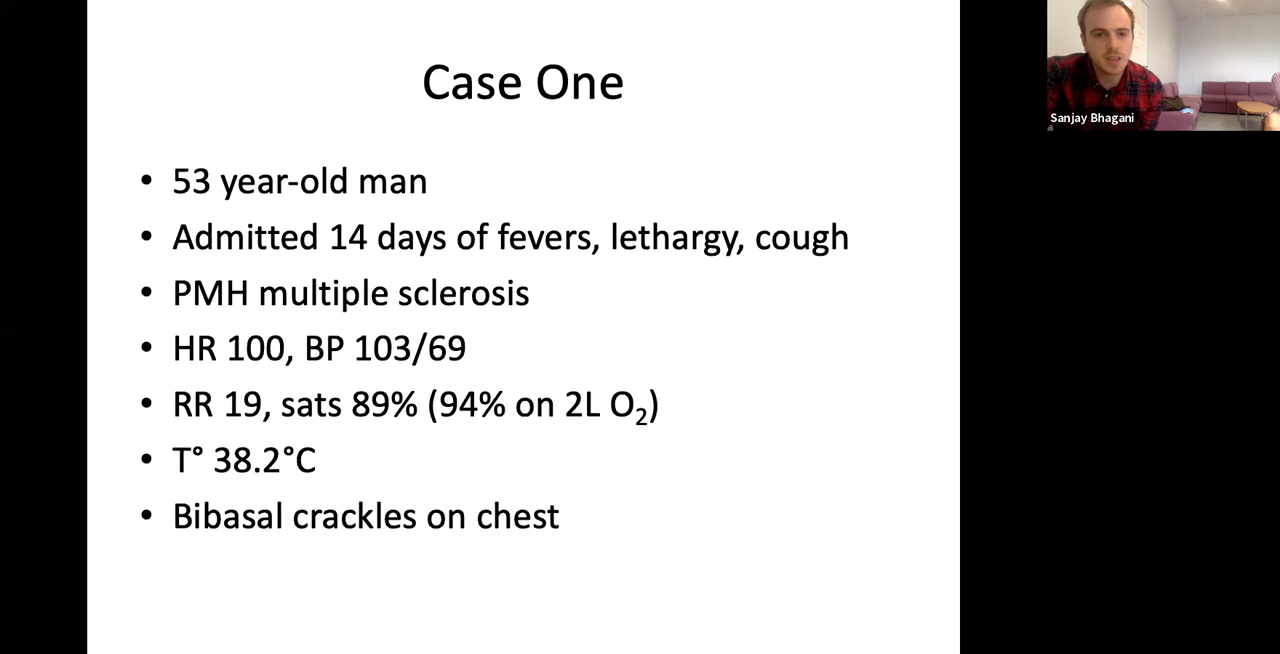 Case One
• 53 year-old man
• Admitted 14 days of fevers, lethargy, cough
• PMH multiple sclerosis
• HR 100, BP 103/69
• RR 19, sats 89% (94% on 2L O₂)
• T° 38.2°C
• Bibasal crackles on chest
Sanjay Bhagani